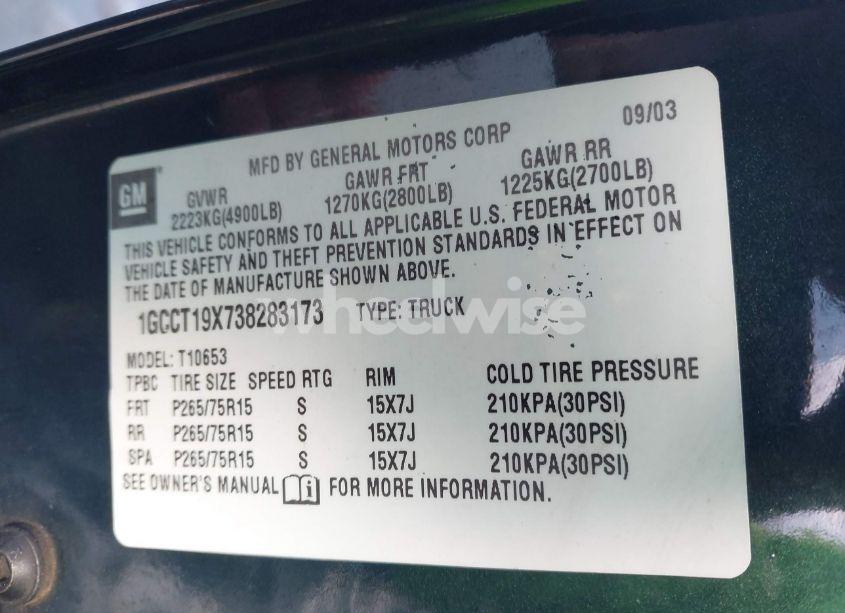 09/03
MFD BY GENERAL MOTORS CORP
GM
GVWR GAWR FRT GAWR RR
2223KG(4900LB) 1270KG(2800LB) 1225KG(2700LB)
THIS VEHICLE CONFORMS TO ALL APPLICABLE U.S. FEDERAL MOTOR
VEHICLE SAFETY AND THEFT PREVENTION STANDARDS IN EFFECT ON
THE DATE OF MANUFACTURE SHOWN ABOVE.
1GCCT19X738283173 TYPE: TRUCK
wheelwise
MODEL: T10653
TPBC TIRE SIZE SPEED RTG RIM COLD TIRE PRESSURE
FRT P265/75R15 S 15X7J 210KPA(30PSI)
RR P265/75R15 S 15X7J 210KPA(30PSI)
SPA P265/75R15 S 15X7J 210KPA(30PSI)
SEE OWNER'S MANUAL FOR MORE INFORMATION.